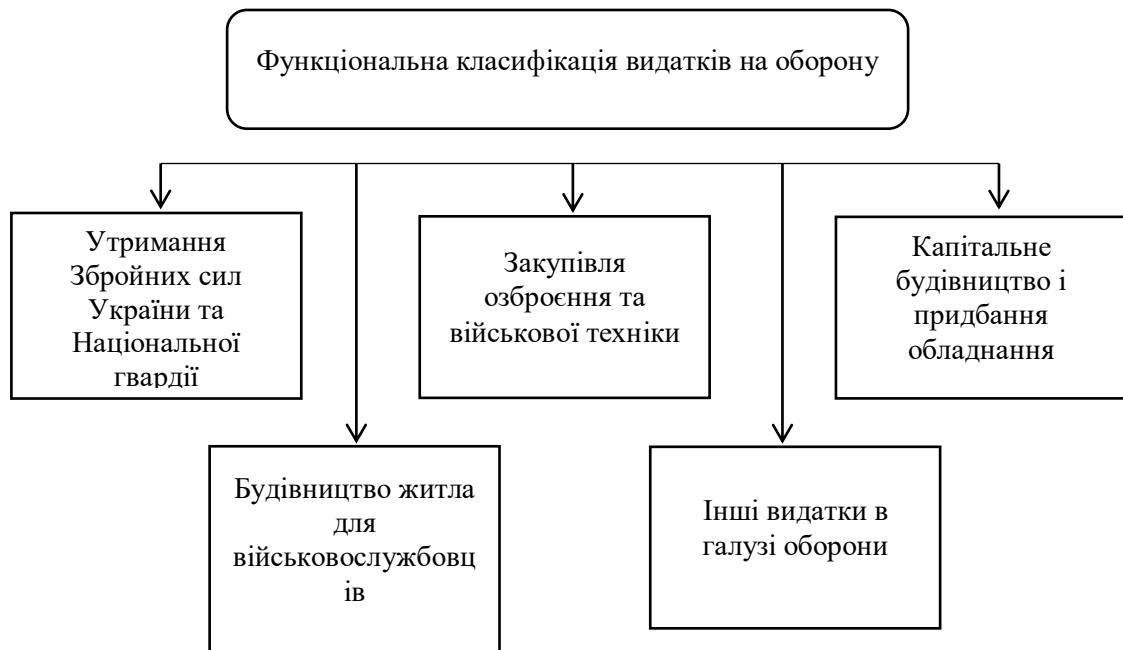 Функціональна класифікація видатків на оборону
Утримання
Збройних сил
України та
Національної
гвардії
Закупівля
озброєння та
військової техніки
Капітальне
будівництво і
придбання
обладнання
Будівництво житла
для
військовослужбовц
ів
Інші видатки в
галузі оборони